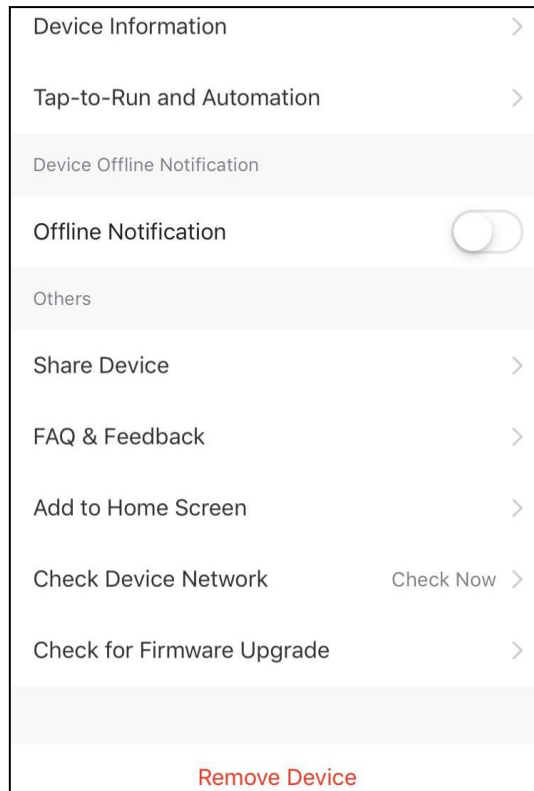 Device Information
Tap-to-Run and Automation
Device Offline Notification
Offline Notification
Others
Share Device
FAQ & Feedback
Add to Home Screen
Check Device Network Check Now
Check for Firmware Upgrade
Remove Device